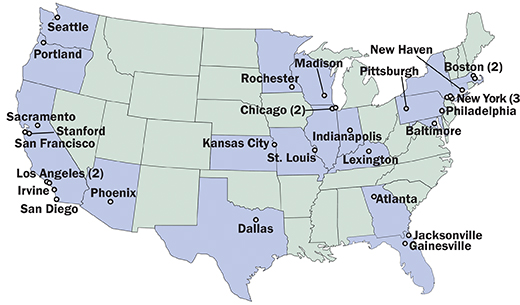 Seattle
Portland
Sacramento
Stanford
San Francisco
Los Angeles (2)
Irvine
San Diego
Phoenix
Dallas
Kansas City
St. Louis
Rochester
Madison
Chicago (2)
Indianapolis
Lexington
Pittsburgh
New Haven
Boston (2)
New York (3
Philadelphia
Baltimore
Atlanta
Jacksonville
Gainesville